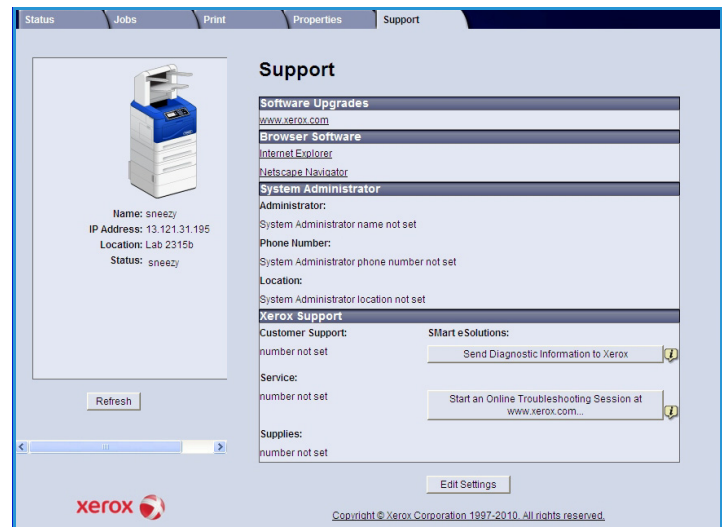 Status Jobs Print Properties Support
Name: sneezy
IP Address: 13.121.31.195
Location: Lab 2315b
Status: sneezy
Refresh
xerox
Support
Software Upgrades
www.xerox.com
Browser Software
Internet Explorer
Netscape Navigator
System Administrator
Administrator:
System Administrator name not set
Phone Number:
System Administrator phone number not set
Location:
System Administrator location not set
Xerox Support
Customer Support: SMart eSolutions:
number not set Send Diagnostic Information to Xerox
Service:
number not set Start an Online Troubleshooting Session at
www.xerox.com...
Supplies:
number not set
Edit Settings
Copyright © Xerox Corporation 1997-2010. All rights reserved.